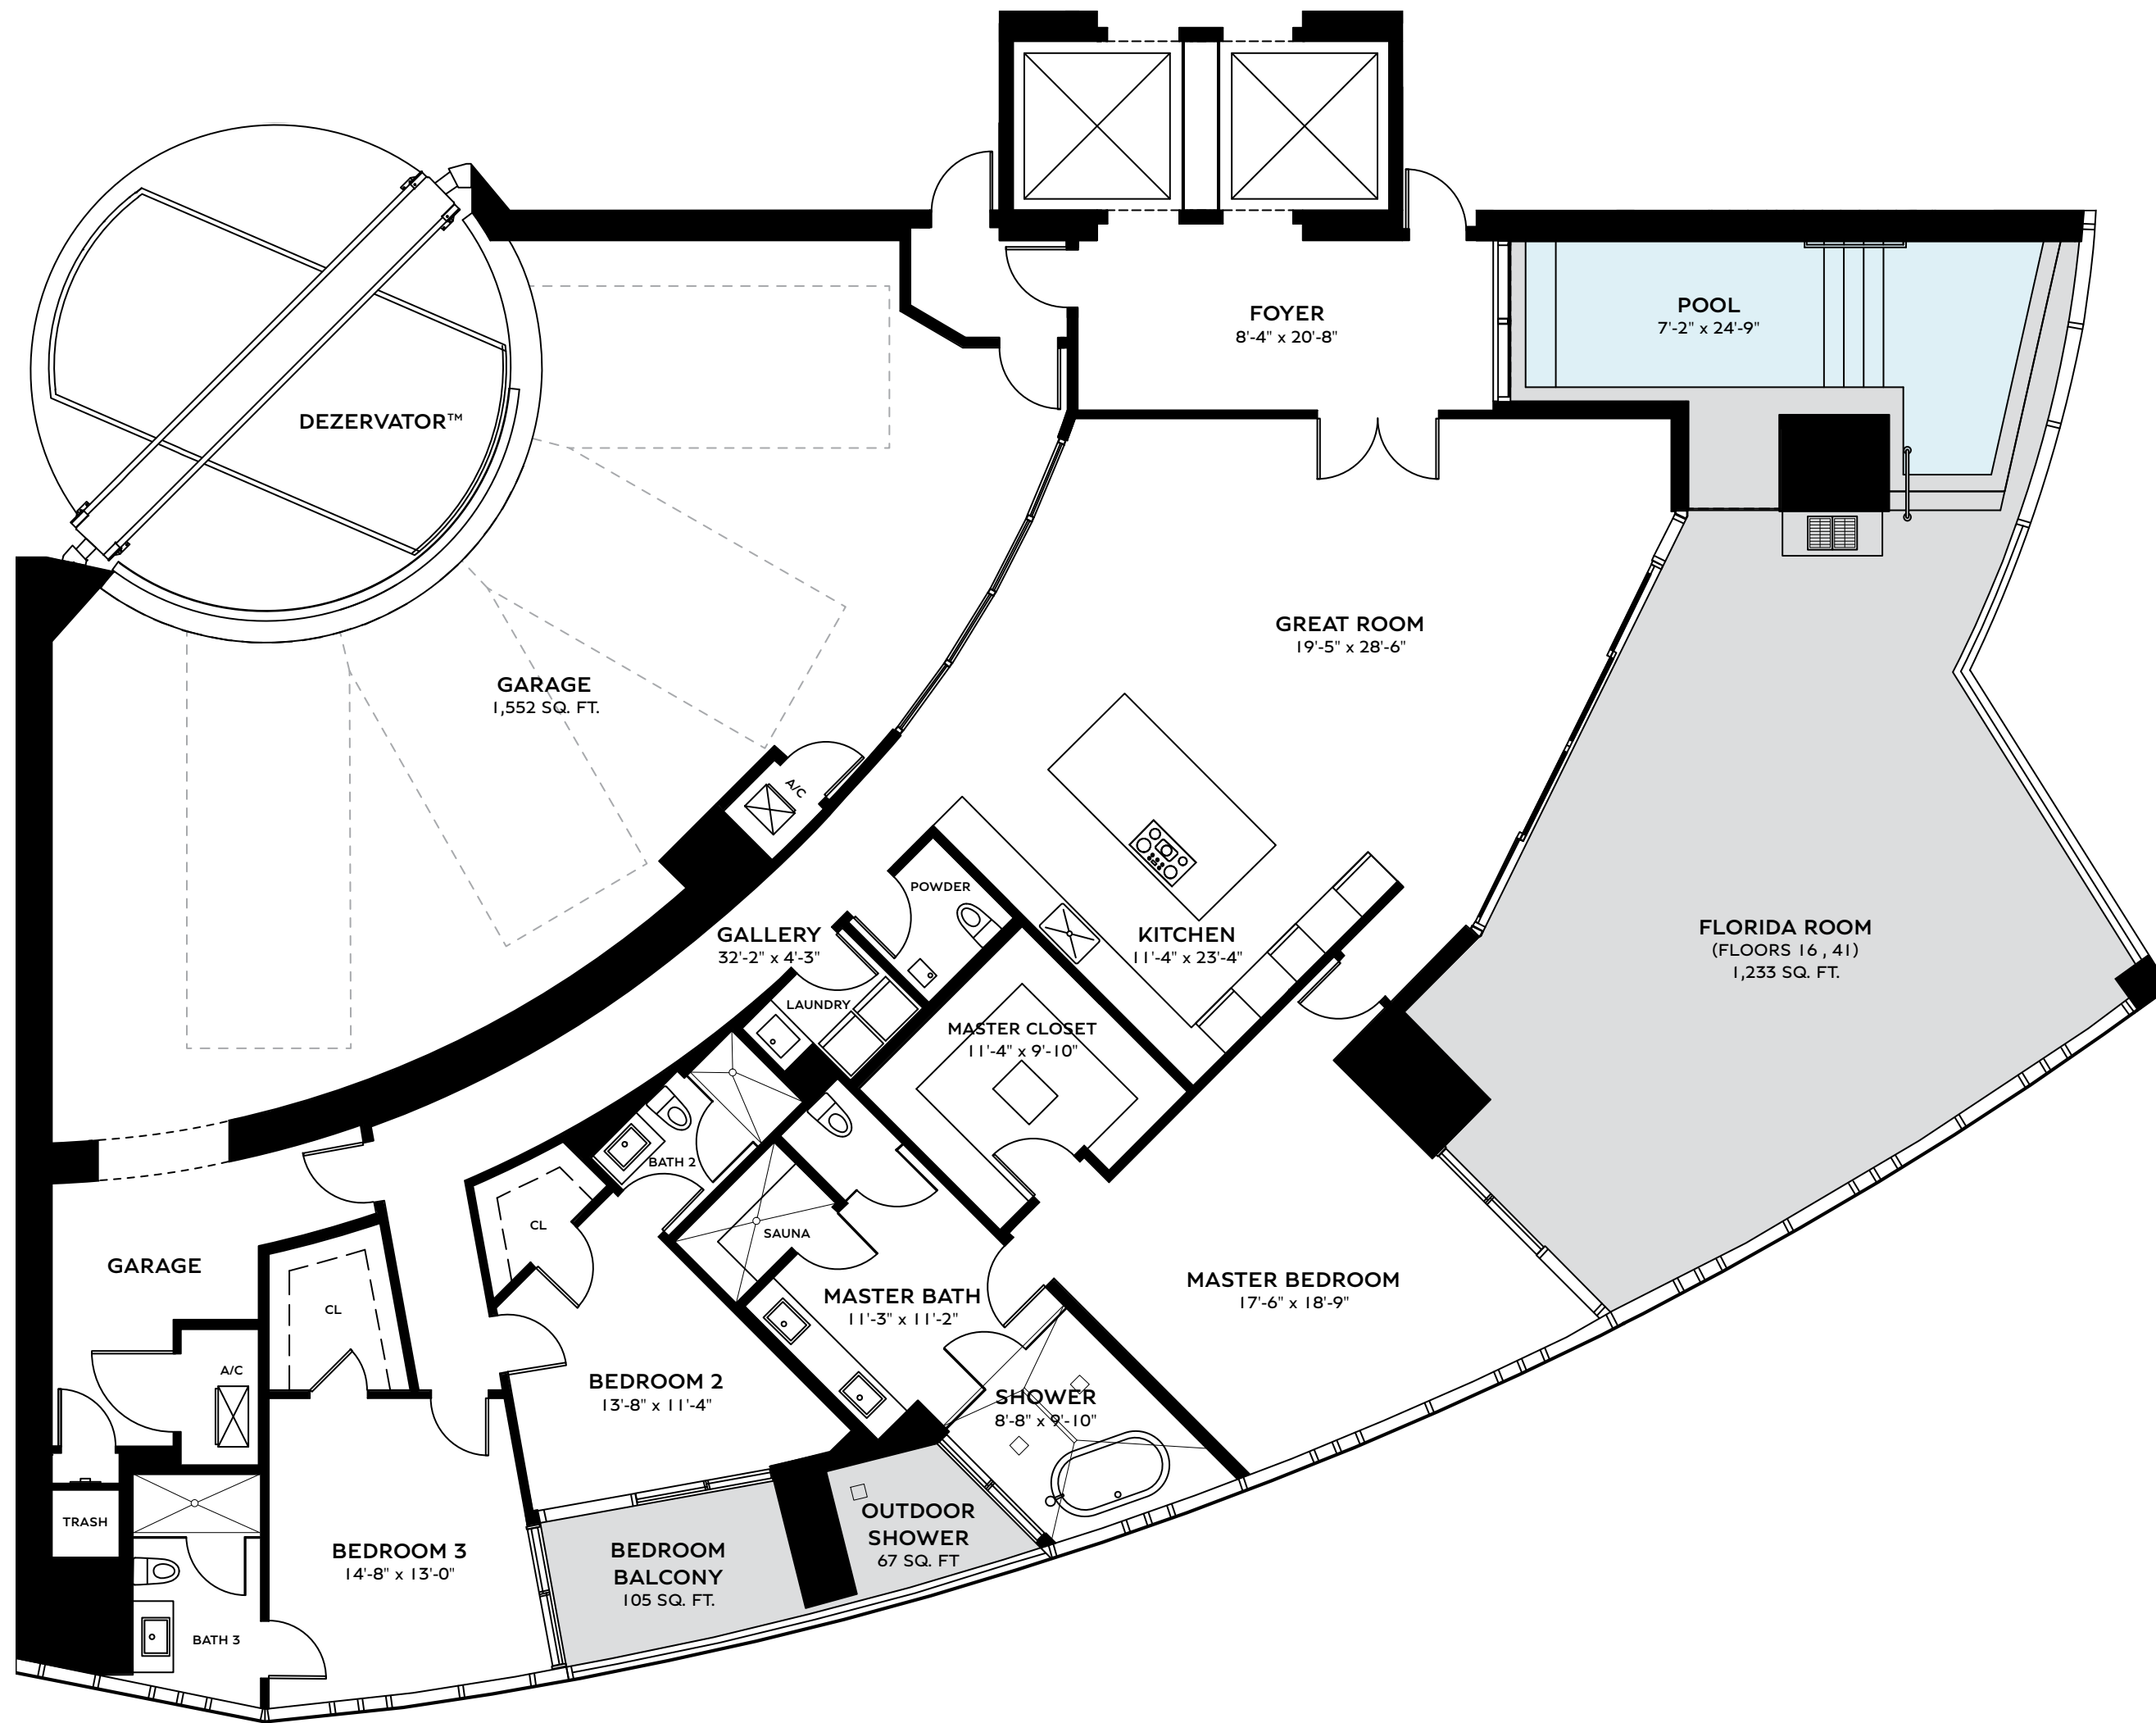 FOYER
8'-4" x 20'-8"
POOL
7'-2" x 24'-9"
DEZERVATOR™
GREAT ROOM
19'-5" x 28'-6"
GARAGE
1,552 SQ. FT.
A/C
POWDER
GALLERY
32'-2" x 4'-3"
KITCHEN
11'-4" x 23'-4"
FLORIDA ROOM
(FLOORS 16 , 41)
1,233 SQ. FT.
LAUNDRY
MASTER CLOSET
11'-4" x 9'-10"
BATH 2
CL
SAUNA
GARAGE
CL
MASTER BATH
11'-3" x 11'-2"
MASTER BEDROOM
17'-6" x 18'-9"
A/C
BEDROOM 2
13'-8" x 11'-4"
SHOWER
8'-8" x 9'-10"
TRASH
OUTDOOR
SHOWER
67 SQ. FT
BEDROOM 3
14'-8" x 13'-0"
BEDROOM
BALCONY
105 SQ. FT.
BATH 3